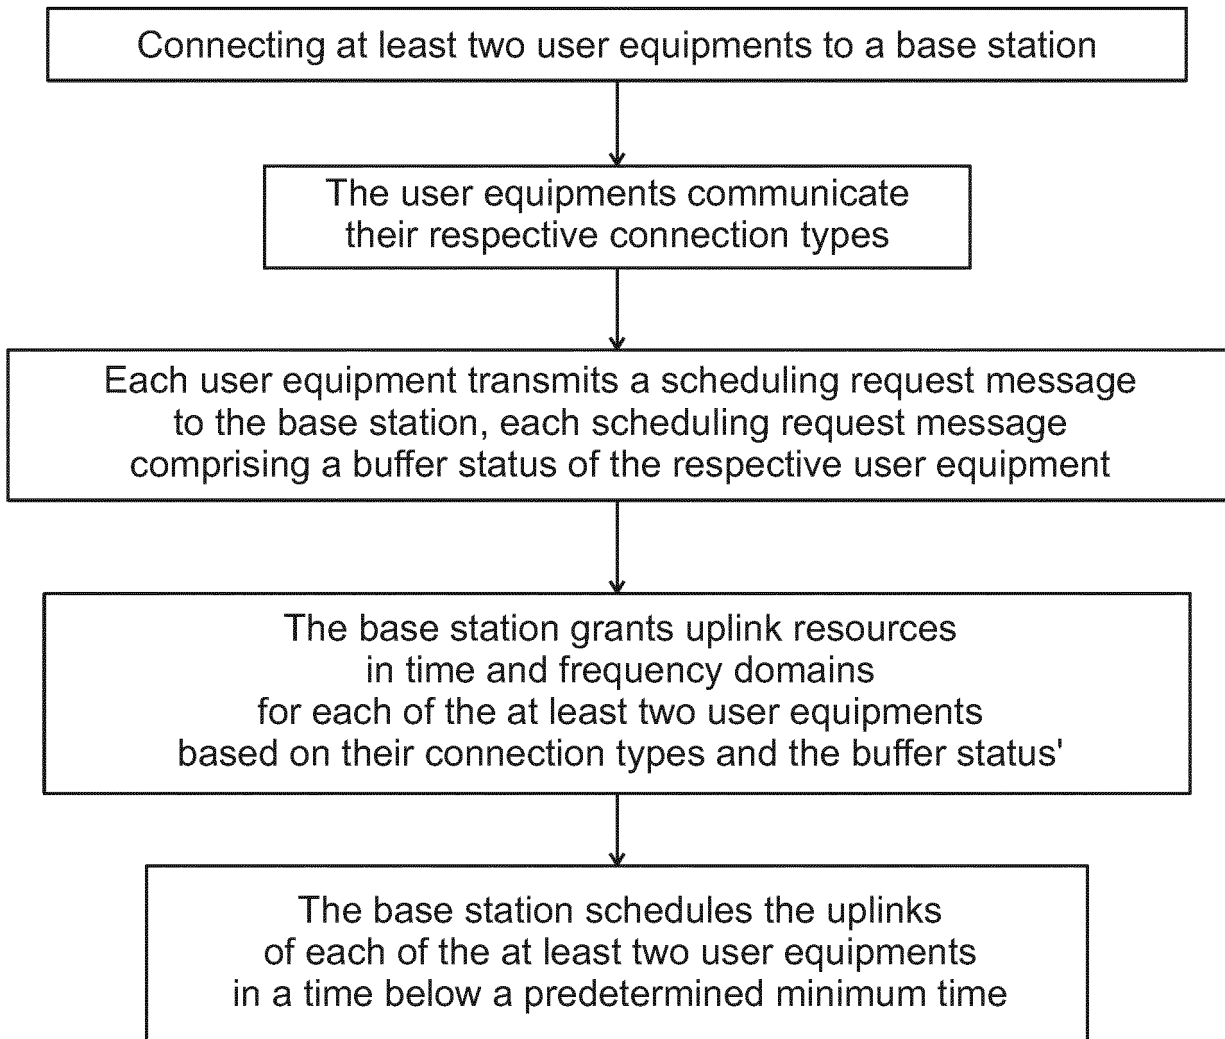 Connecting at least two user equipments to a base station
The user equipments communicate
their respective connection types
Each user equipment transmits a scheduling request message
to the base station, each scheduling request message
comprising a buffer status of the respective user equipment
The base station grants uplink resources
in time and frequency domains
for each of the at least two user equipments
based on their connection types and the buffer status'
The base station schedules the uplinks
of each of the at least two user equipments
in a time below a predetermined minimum time